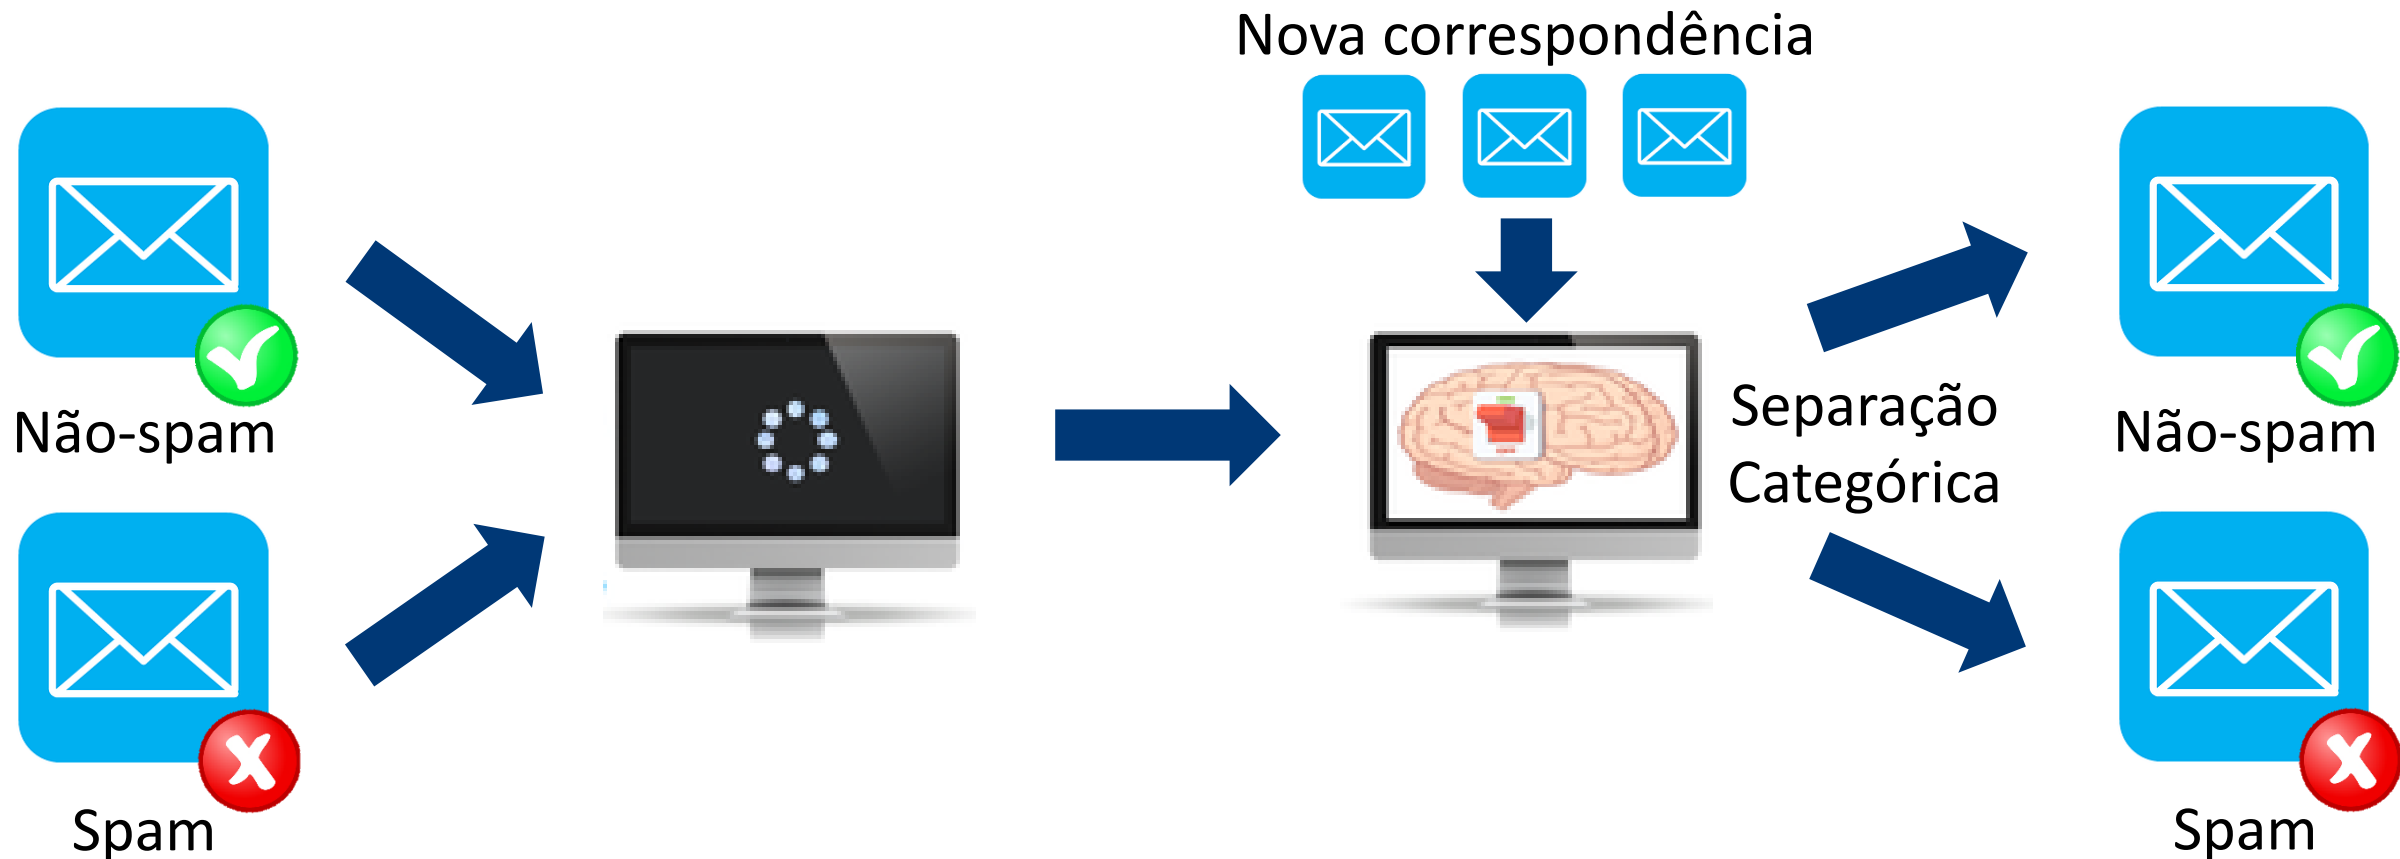 Nova correspondência
Não-spam
Spam
Separação
Categórica
Não-spam
Spam